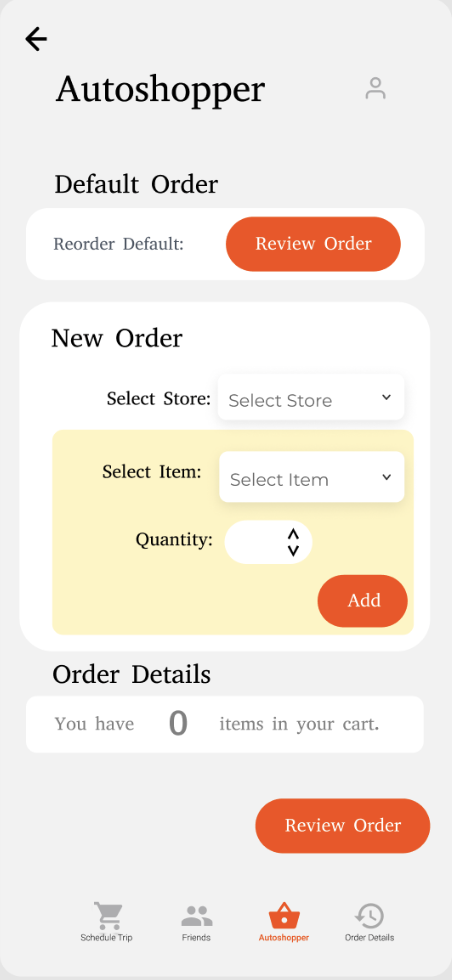 Autoshopper
Default Order
Reorder Default: Review Order
New Order
Select Store: Select Store
Select Item: Select Item
Quantity:
Add
Order Details
You have 0 items in your cart.
Review Order
Schedule Trip Friends Autoshopper Order Details